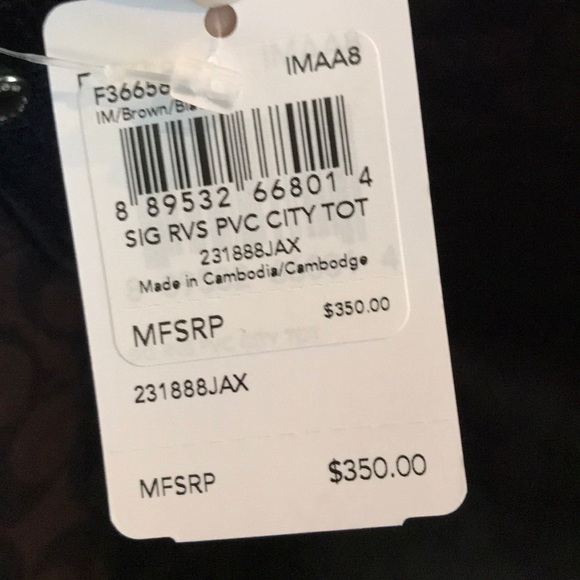 IMAA8
IM/Brown/
8 89532 66801 4
SIG RVS PVC CITY TOT
231888JAX
Made in Cambodia/Cambodge
MFSRP $350.00
231888JAX
MFSRP $350.00